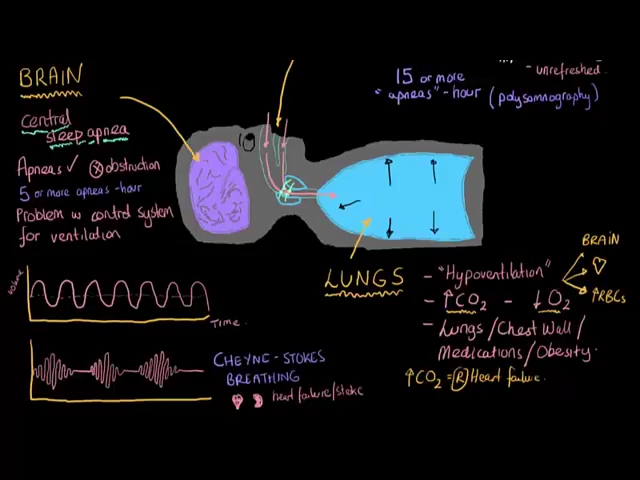 BRAIN
Central
sleep apnea
Apneas ✓ ⓧ obstruction
5 or more apneas - hour
Problem w control system
for ventilation
volume
Time
CHEYNE-STOKES
BREATHING
heart failure/stroke
- unrefreshed
15 or more
"apneas" - hour (polysomnography)
LUNGS
- "Hypoventilation"
- ↑CO2 - ↓O2
- Lungs/Chest Wall/
Medications/Obesity.
BRAIN
↑RBCs
↑CO2 = Ⓡ Heart failure.